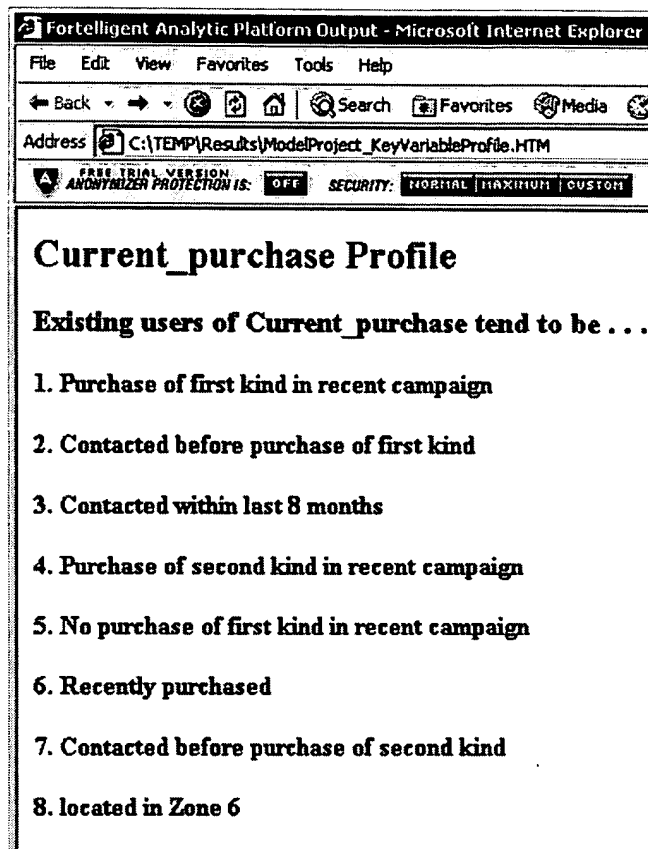 Fortelligent Analytic Platform Output - Microsoft Internet Explorer
File Edit View Favorites Tools Help
Back Search Favorites Media
Address C:\TEMP\Results\ModelProject_KeyVariableProfile.HTM
FREE TRIAL VERSION
ANONYMIZER PROTECTION IS: OFF SECURITY: NORMAL MAXIMUM CUSTOM
Current_purchase Profile
Existing users of Current_purchase tend to be . . .
1. Purchase of first kind in recent campaign
2. Contacted before purchase of first kind
3. Contacted within last 8 months
4. Purchase of second kind in recent campaign
5. No purchase of first kind in recent campaign
6. Recently purchased
7. Contacted before purchase of second kind
8. located in Zone 6